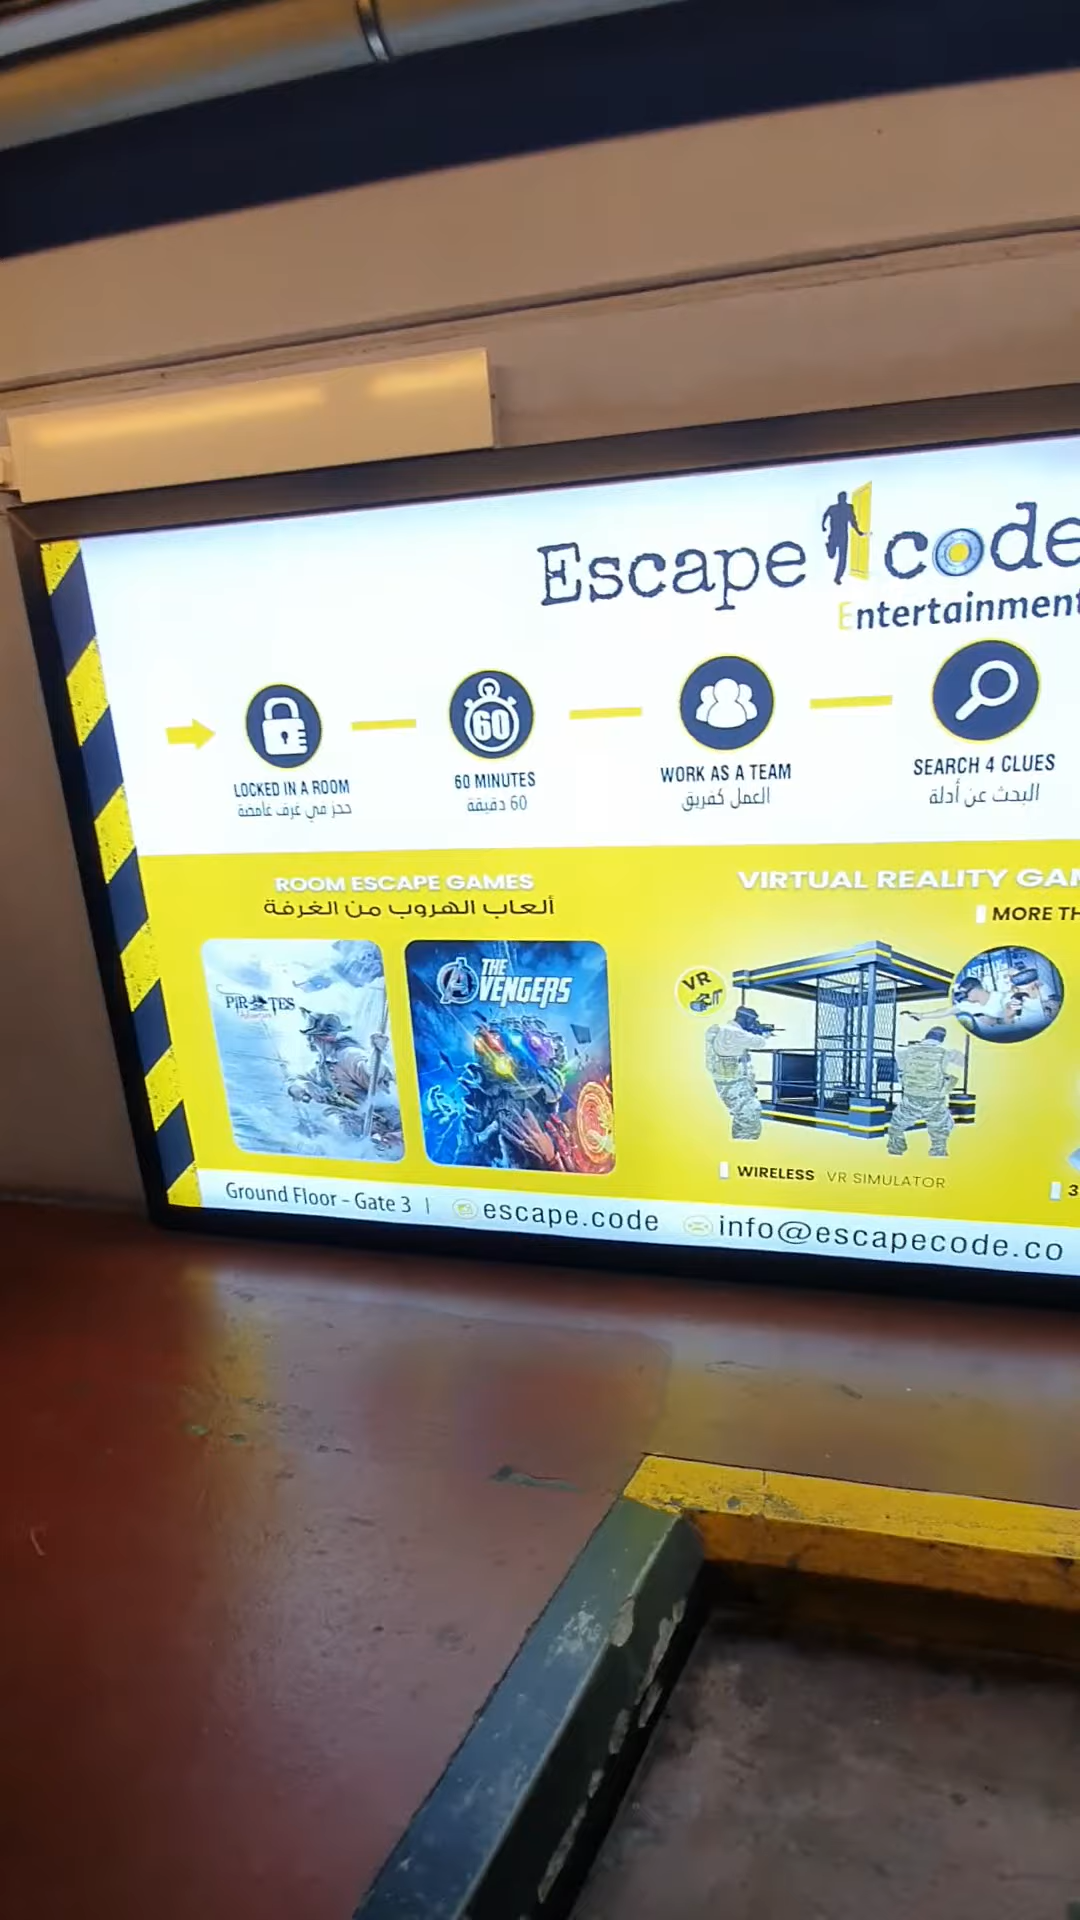 Escape code
Entertainment
60
LOCKED IN A ROOM
حجز في غرف غامضة
60 MINUTES
60 دقيقة
WORK AS A TEAM
العمل كفريق
SEARCH 4 CLUES
البحث عن أدلة
ROOM ESCAPE GAMES
ألعاب الهروب من الغرفة
VIRTUAL REALITY GAM
MORE TH
PIRATES
THE
AVENGERS
VR
WIRELESS VR SIMULATOR
3
Ground Floor - Gate 3 | escape.code info@escapecode.co